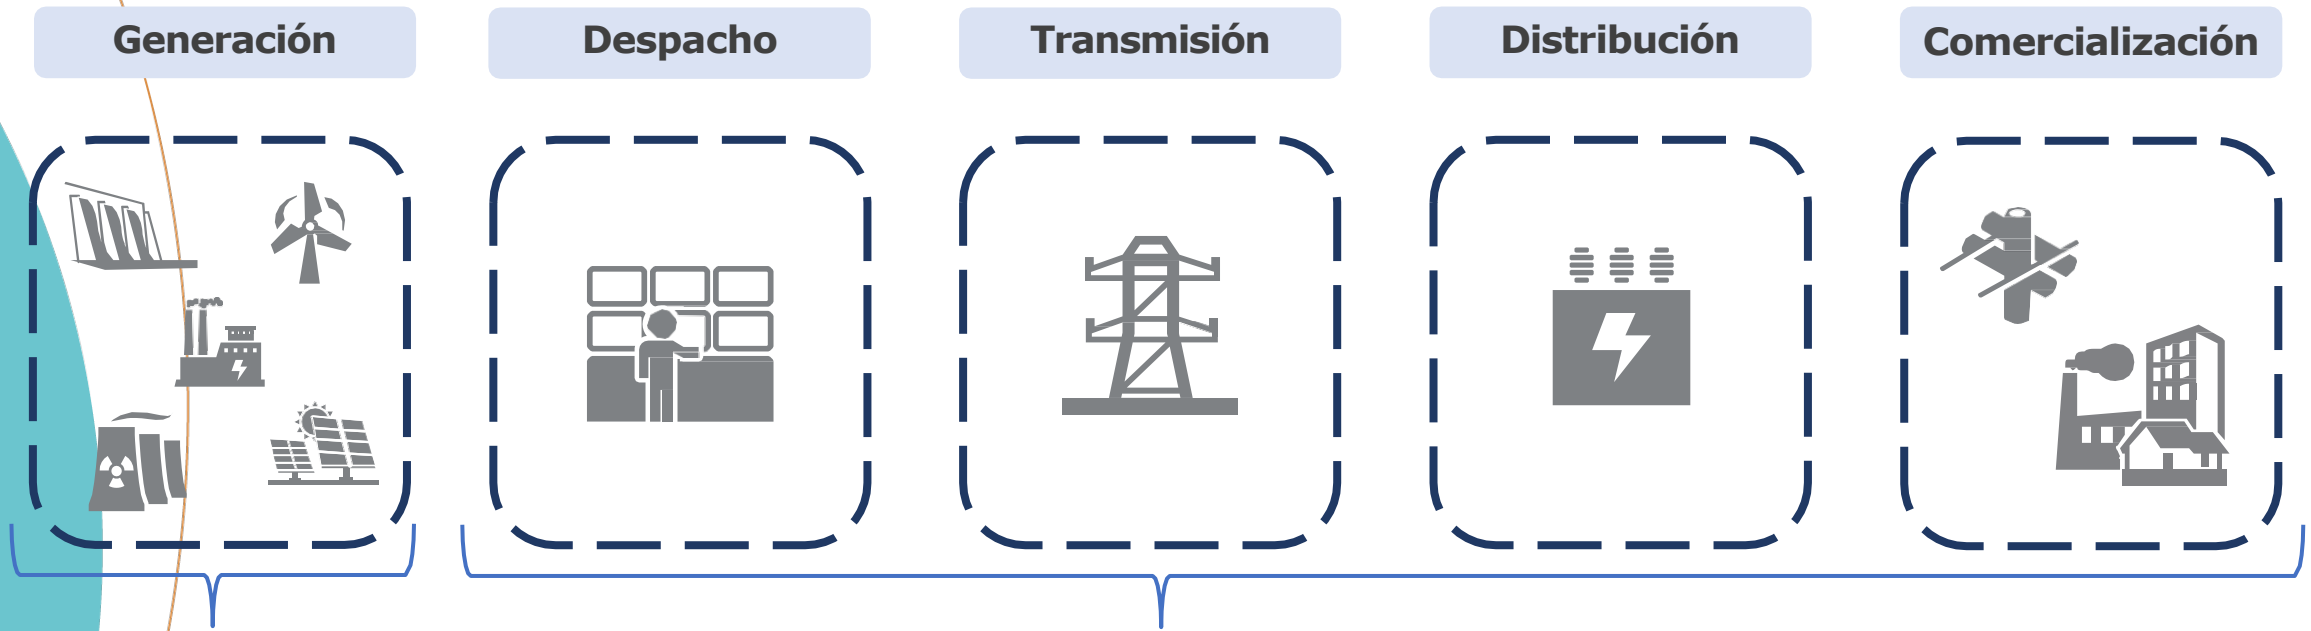 Generación
Despacho
Transmisión
Distribución
Comercialización